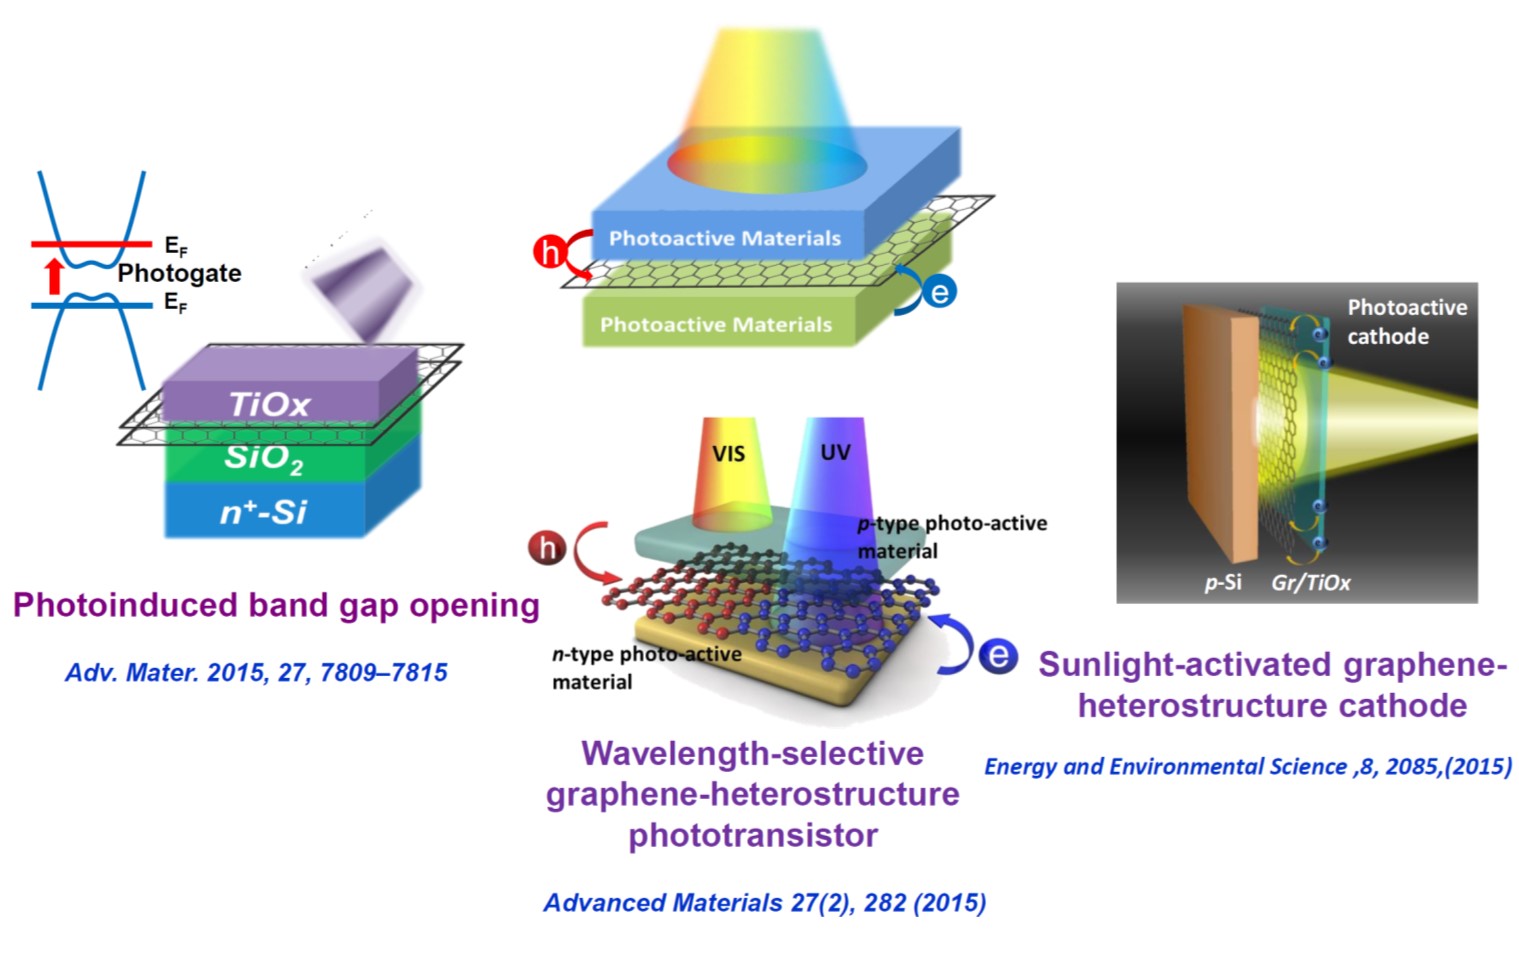 E_F
Photogate
E_F
TiOx
SiO₂
n⁺-Si
Photoinduced band gap opening
Adv. Mater. 2015, 27, 7809–7815
Photoactive Materials
h
e
Photoactive Materials
VIS
UV
p-type photo-active
material
h
n-type photo-active
material
e
Wavelength-selective
graphene-heterostructure
phototransistor
Advanced Materials 27(2), 282 (2015)
Photoactive
cathode
p-Si
Gr/TiOx
Sunlight-activated graphene-
heterostructure cathode
Energy and Environmental Science ,8, 2085,(2015)